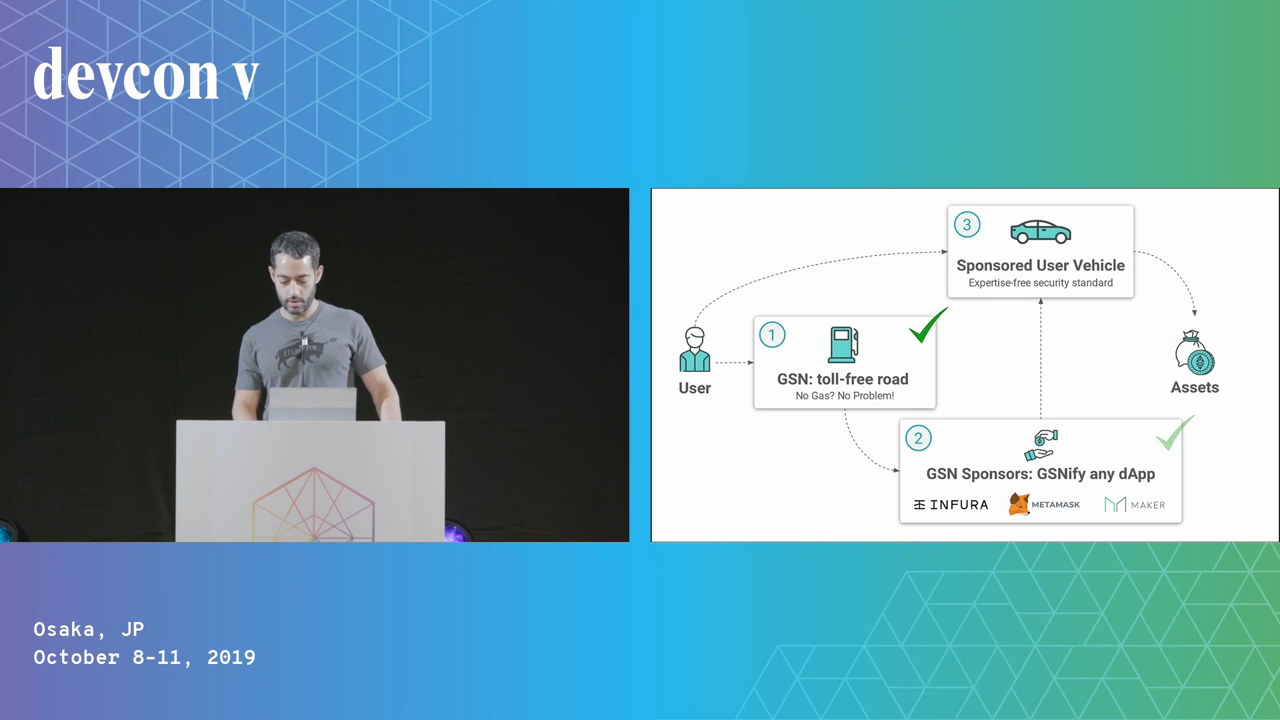 devcon v
3
Sponsored User Vehicle
Expertise-free security standard
1
GSN: toll-free road
No Gas? No Problem!
User
Assets
2
GSN Sponsors: GSNify any dApp
INFURA
METAMASK
MAKER
Osaka, JP
October 8-11, 2019